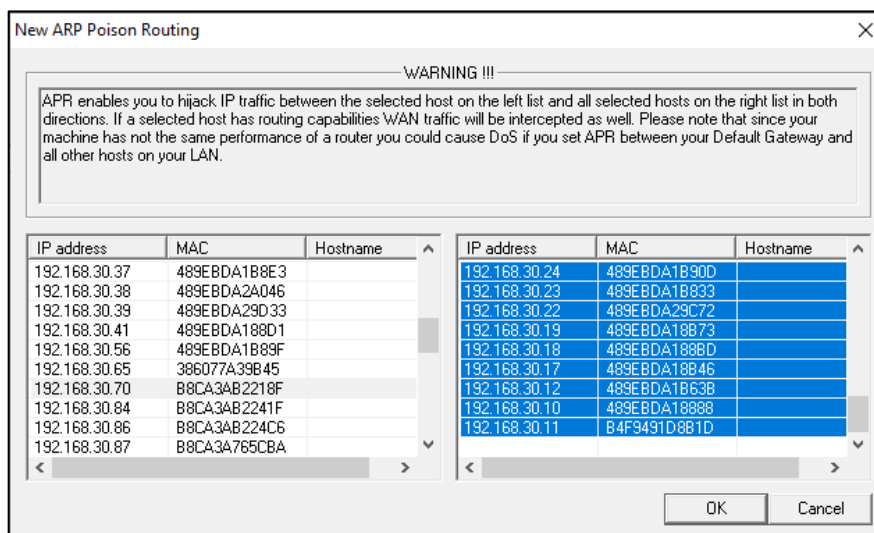 New ARP Poison Routing
WARNING !!!
APR enables you to hijack IP traffic between the selected host on the left list and all selected hosts on the right list in both
directions. If a selected host has routing capabilities WAN traffic will be intercepted as well. Please note that since your
machine has not the same performance of a router you could cause DoS if you set APR between your Default Gateway and
all other hosts on your LAN.
IP address MAC Hostname
192.168.30.37 489EBDA1B8E3
192.168.30.38 489EBDA2A046
192.168.30.39 489EBDA29D33
192.168.30.41 489EBDA188D1
192.168.30.56 489EBDA1B89F
192.168.30.65 386077A39B45
192.168.30.70 B8CA3AB2218F
192.168.30.84 B8CA3AB2241F
192.168.30.86 B8CA3AB224C6
192.168.30.87 B8CA3A765CBA
IP address MAC Hostname
192.168.30.24 489EBDA1B90D
192.168.30.23 489EBDA1B833
192.168.30.22 489EBDA29C72
192.168.30.19 489EBDA18B73
192.168.30.18 489EBDA188BD
192.168.30.17 489EBDA18B46
192.168.30.12 489EBDA1B63B
192.168.30.10 489EBDA18888
192.168.30.11 B4F9491D8B1D
OK Cancel